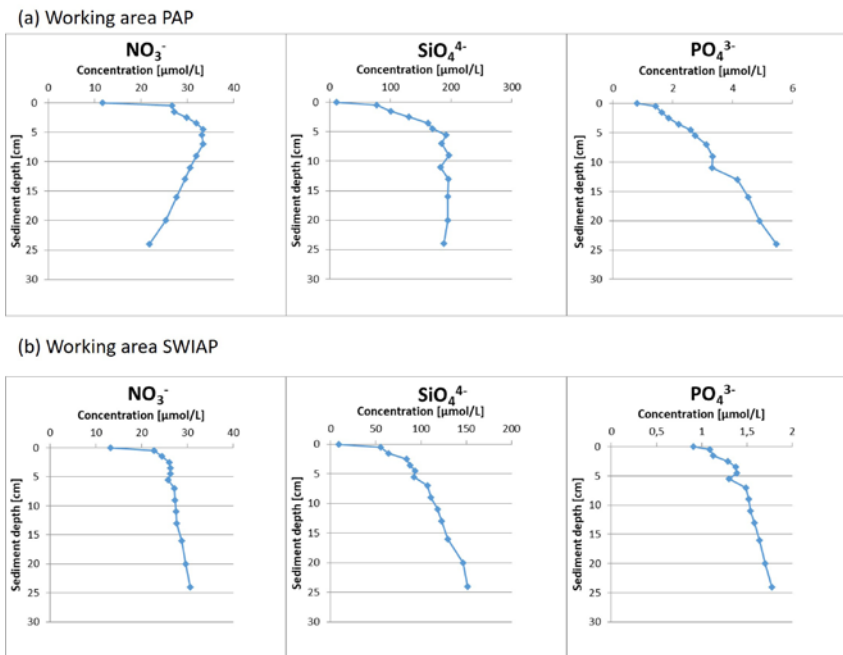 (a) Working area PAP
NO₃⁻
Concentration [µmol/L]
0 10 20 30 40
0
5
10
15
20
25
30
Sediment depth [cm]
SiO₄⁴⁻
Concentration [µmol/L]
0 100 200 300
0
5
10
15
20
25
30
Sediment depth [cm]
PO₄³⁻
Concentration [µmol/L]
0 2 4 6
0
5
10
15
20
25
30
Sediment depth [cm]
(b) Working area SWIAP
NO₃⁻
Concentration [µmol/L]
0 10 20 30 40
0
5
10
15
20
25
30
Sediment depth [cm]
SiO₄⁴⁻
Concentration [µmol/L]
0 50 100 150 200
0
5
10
15
20
25
30
Sediment depth [cm]
PO₄³⁻
Concentration [µmol/L]
0 0,5 1 1,5 2
0
5
10
15
20
25
30
Sediment depth [cm]